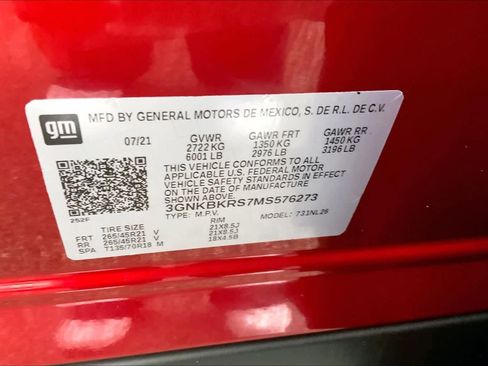 gm
MFD BY GENERAL MOTORS DE MEXICO, S. DE R.L. DE C.V.
07/21 GVWR GAWR FRT GAWR RR
2722 KG 1350 KG 1450 KG
6001 LB 2976 LB 3196 LB
THIS VEHICLE CONFORMS TO ALL APPLICABLE
U.S. FEDERAL MOTOR VEHICLE
SAFETY STANDARDS IN EFFECT
ON THE DATE OF MANUFACTURE
SHOWN ABOVE.
3GNKBKRS7MS576273
TYPE: M.P.V. MODEL: 731NL26
252F
TIRE SIZE RIM
FRT 265/45R21 V 21X8.5J
RR 265/45R21 V 21X8.5J
SPA T135/70R18 M 18X4.5B